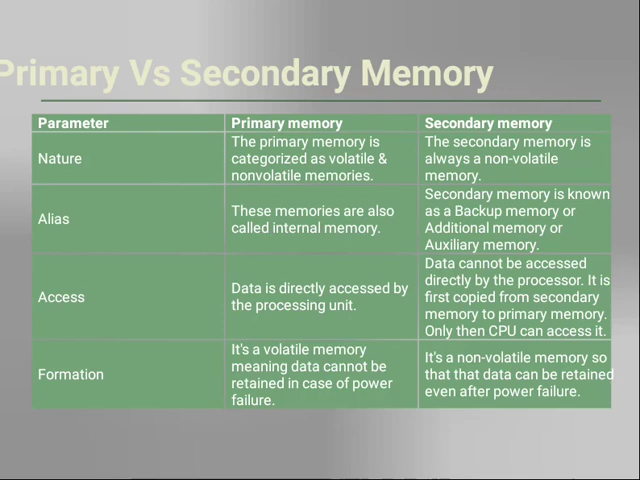 Primary Vs Secondary Memory
Parameter
Primary memory
Secondary memory
Nature
The primary memory is
categorized as volatile &
nonvolatile memories.
The secondary memory is
always a non-volatile
memory.
Alias
These memories are also
called internal memory.
Secondary memory is known
as a Backup memory or
Additional memory or
Auxiliary memory.
Access
Data is directly accessed by
the processing unit.
Data cannot be accessed
directly by the processor. It is
first copied from secondary
memory to primary memory.
Only then CPU can access it.
Formation
It's a volatile memory
meaning data cannot be
retained in case of power
failure.
It's a non-volatile memory so
that that data can be retained
even after power failure.